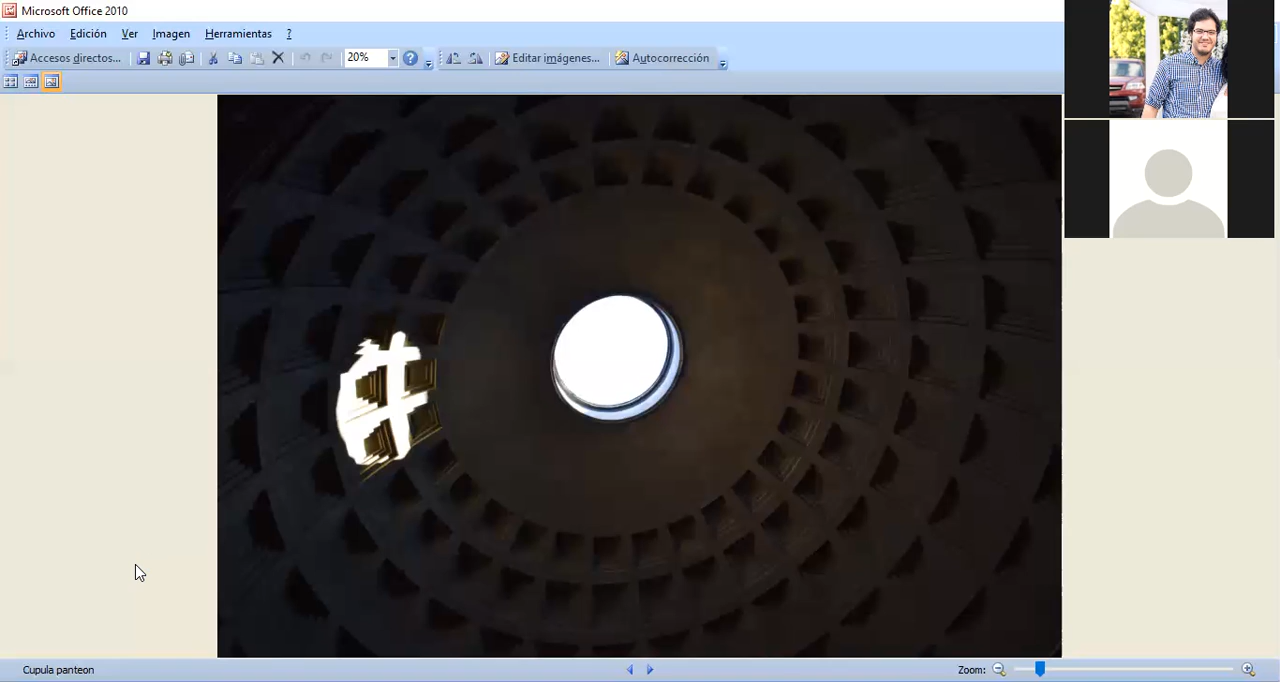 Microsoft Office 2010
Archivo Edición Ver Imagen Herramientas ?
Accesos directos... 20% Editar imágenes... Autocorrección
Cupula panteon Zoom: